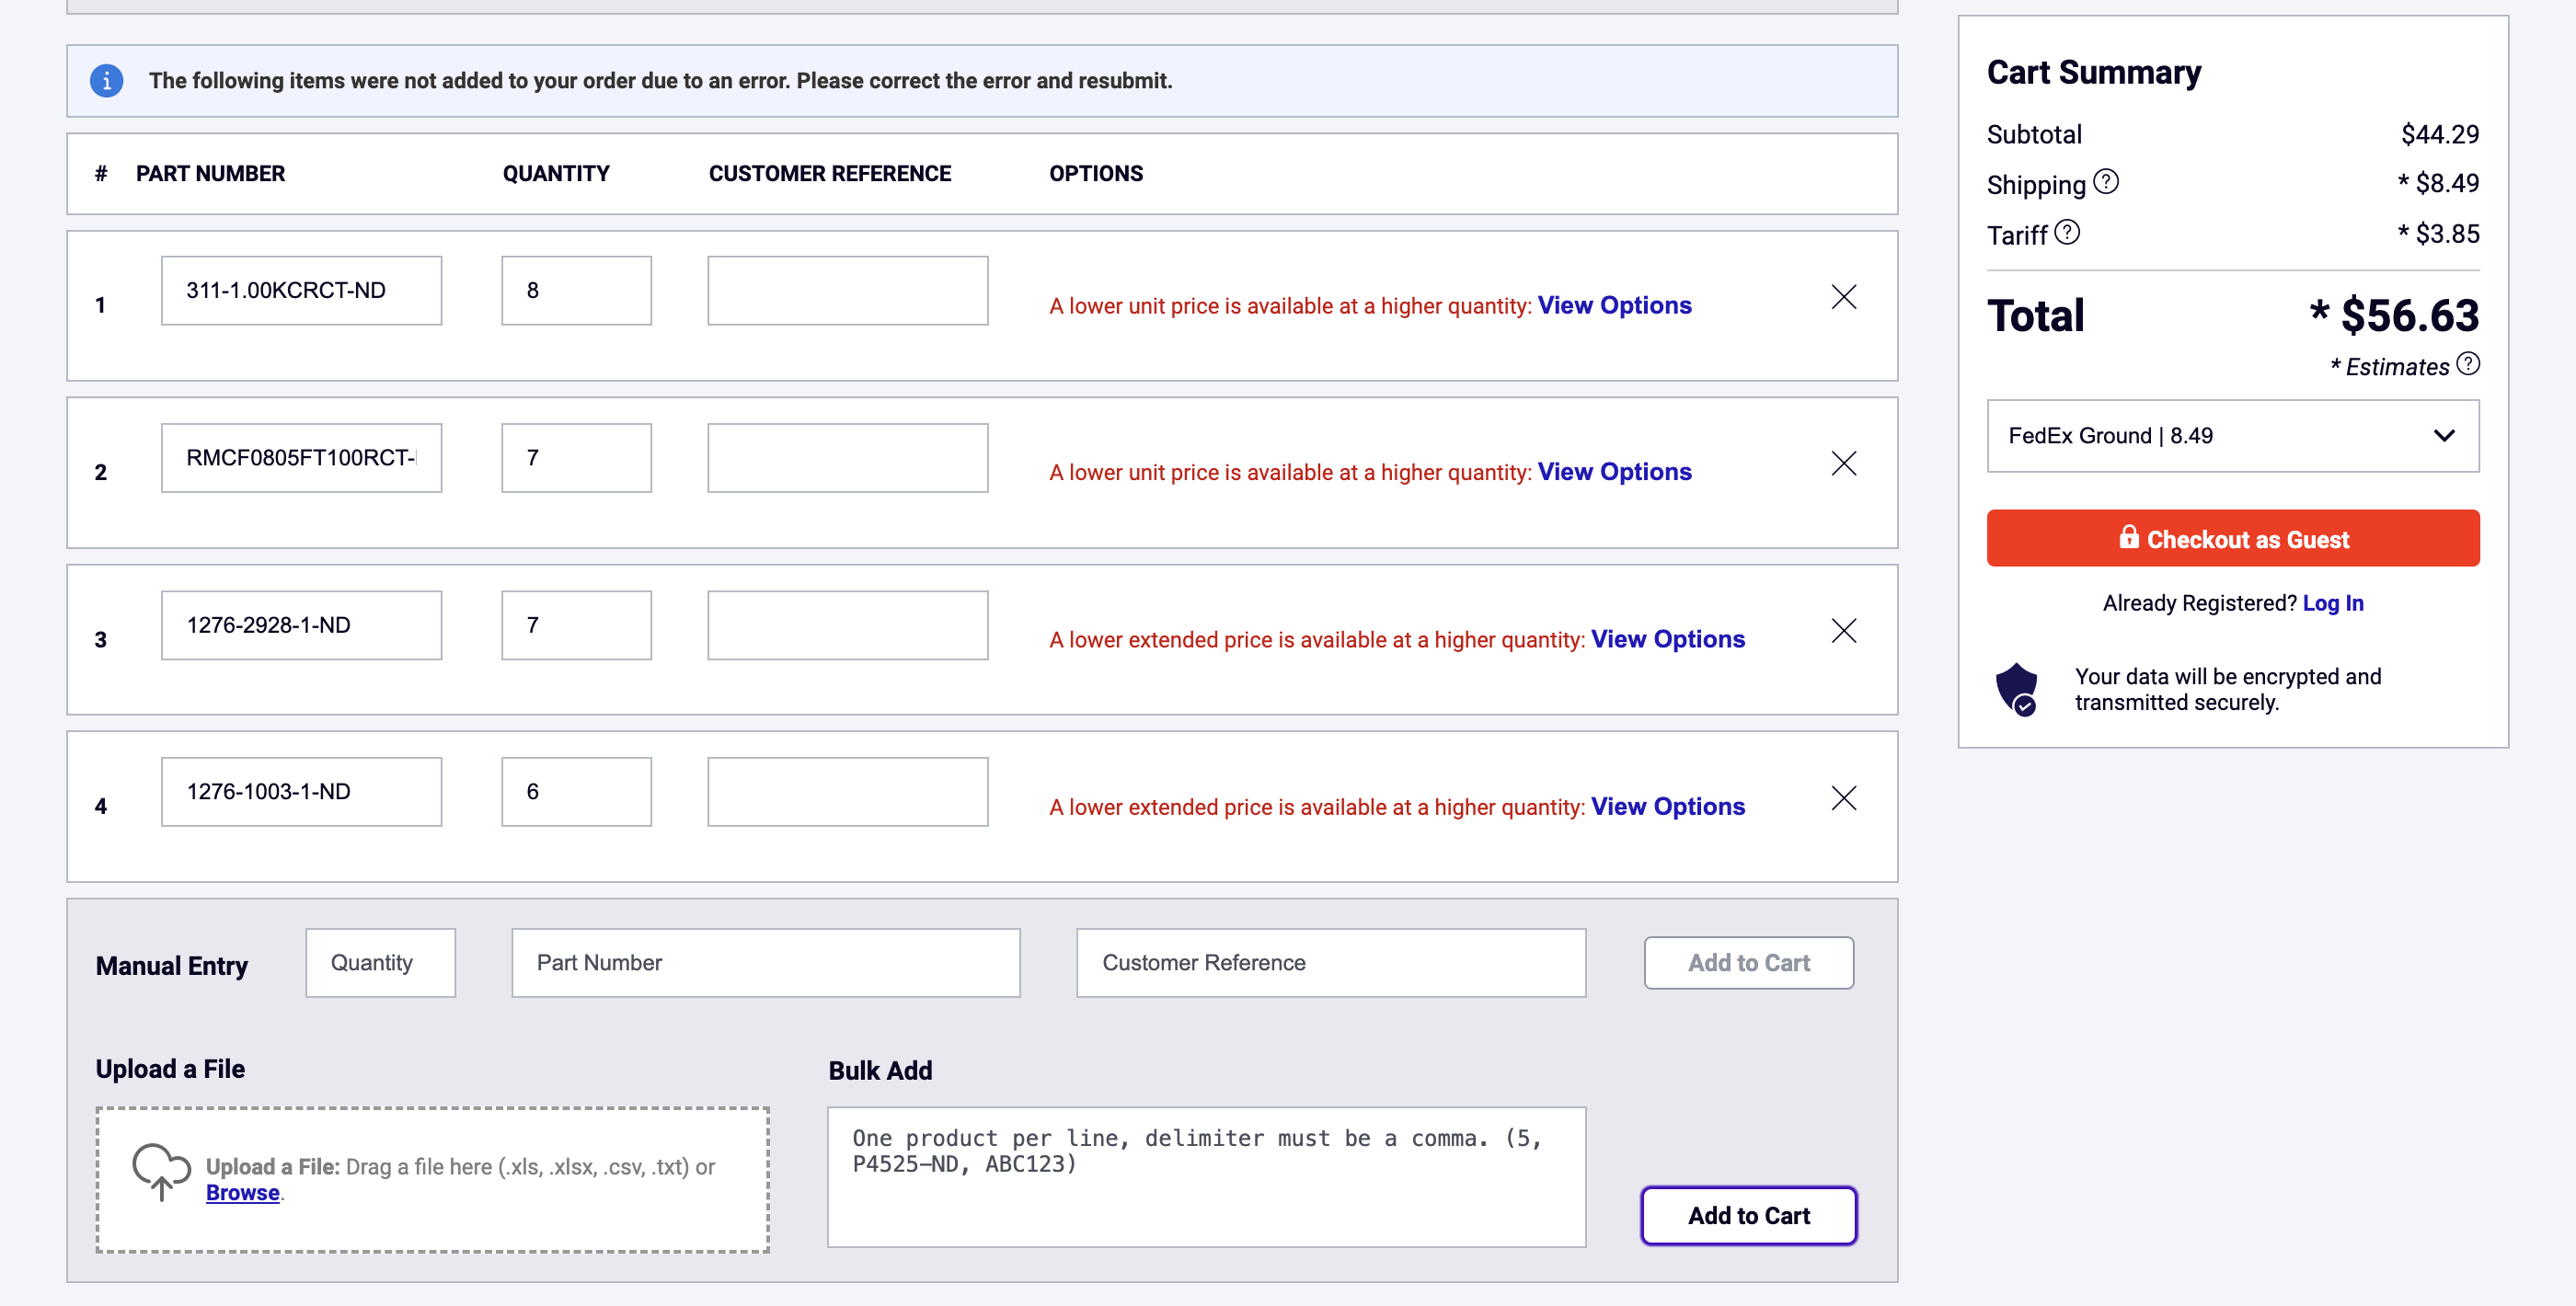 The following items were not added to your order due to an error. Please correct the error and resubmit.
# PART NUMBER QUANTITY CUSTOMER REFERENCE OPTIONS
1 311-1.00KCRCT-ND 8 A lower unit price is available at a higher quantity: View Options
2 RMCF0805FT100RCT- 7 A lower unit price is available at a higher quantity: View Options
3 1276-2928-1-ND 7 A lower extended price is available at a higher quantity: View Options
4 1276-1003-1-ND 6 A lower extended price is available at a higher quantity: View Options
Manual Entry Quantity Part Number Customer Reference Add to Cart
Upload a File
Upload a File: Drag a file here (.xls, .xlsx, .csv, .txt) or
Browse.
Bulk Add
One product per line, delimiter must be a comma. (5,
P4525-ND, ABC123)
Add to Cart
Cart Summary
Subtotal $44.29
Shipping ? * $8.49
Tariff ? * $3.85
Total * $56.63
* Estimates ?
FedEx Ground | 8.49
Checkout as Guest
Already Registered? Log In
Your data will be encrypted and
transmitted securely.